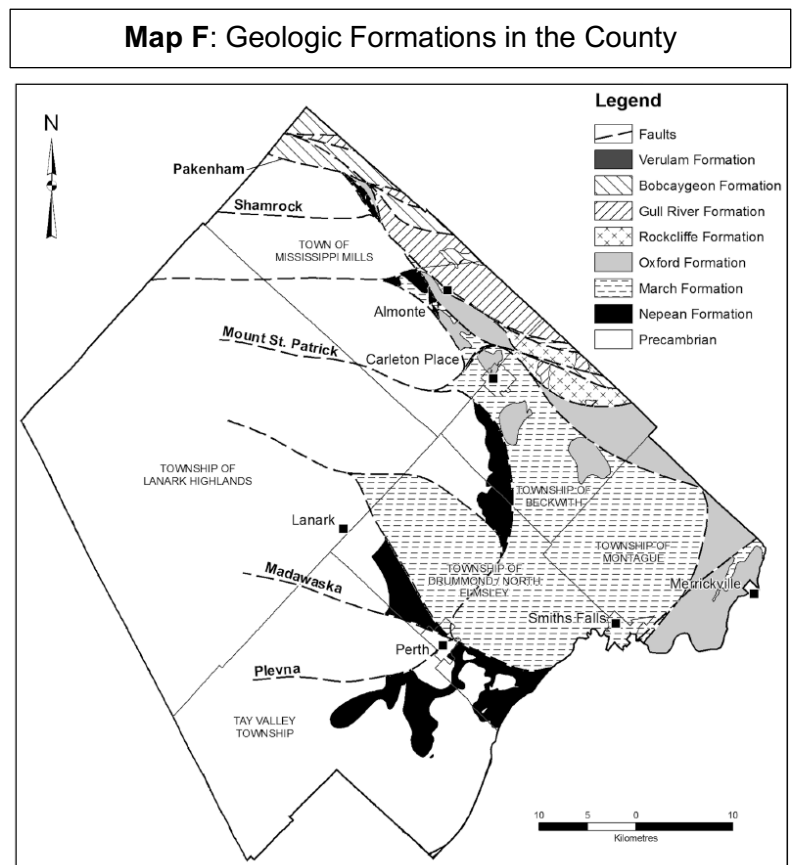 Map F: Geologic Formations in the County
Legend
Faults
Verulam Formation
Bobcaygeon Formation
Gull River Formation
Rockcliffe Formation
Oxford Formation
March Formation
Nepean Formation
Precambrian
N
Pakenham
Shamrock
TOWN OF
MISSISSIPPI MILLS
Almonte
Mount St. Patrick
Carleton Place
TOWNSHIP OF
LANARK HIGHLANDS
TOWNSHIP OF
BECKWITH
Lanark
TOWNSHIP OF
MONTAGUE
Madawaska
TOWNSHIP OF
DRUMMOND / NORTH
ELMSLEY
Merrickville
Smiths Falls
Perth
Plevna
TAY VALLEY
TOWNSHIP
10 5 0 10
Kilometres